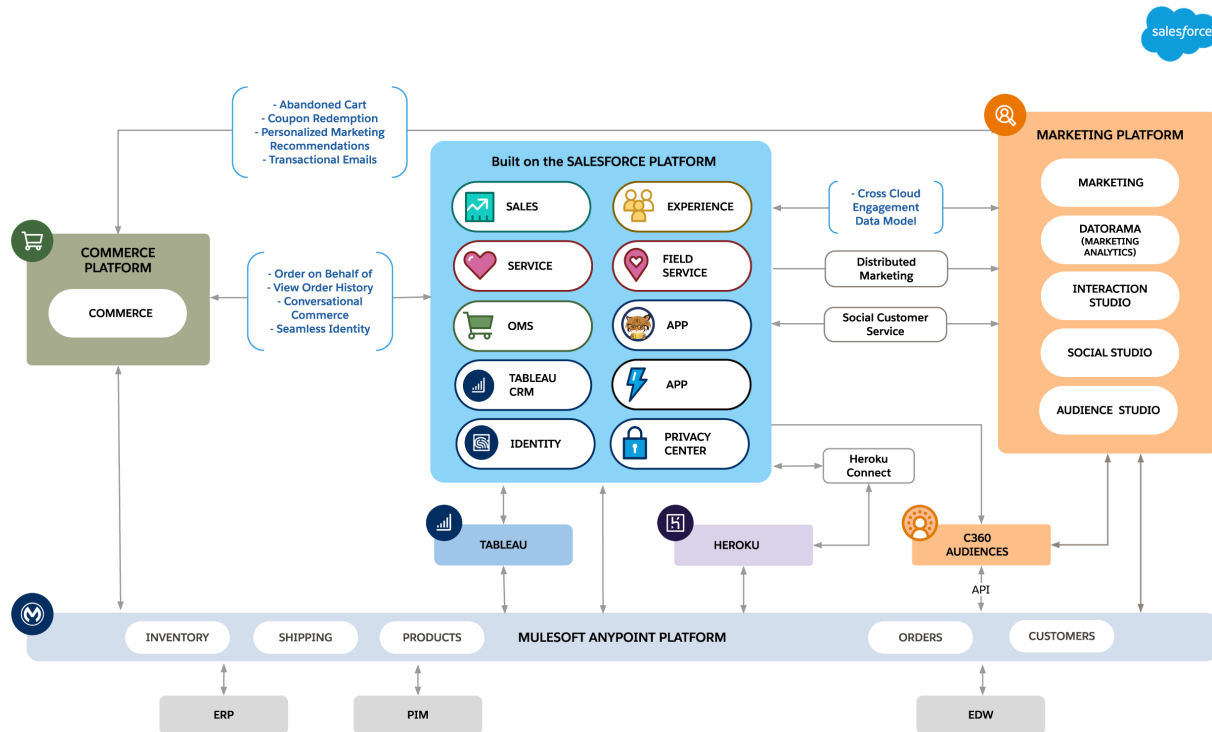 salesforce
- Abandoned Cart
- Coupon Redemption
- Personalized Marketing
Recommendations
- Transactional Emails
MARKETING PLATFORM
Built on the SALESFORCE PLATFORM
MARKETING
SALES
EXPERIENCE
- Cross Cloud
Engagement
Data Model
DATORAMA
(MARKETING
ANALYTICS)
COMMERCE
PLATFORM
- Order on Behalf of
- View Order History
- Conversational
Commerce
- Seamless Identity
SERVICE
FIELD
SERVICE
Distributed
Marketing
INTERACTION
STUDIO
COMMERCE
OMS
APP
Social Customer
Service
SOCIAL STUDIO
TABLEAU
CRM
APP
AUDIENCE STUDIO
IDENTITY
PRIVACY
CENTER
Heroku
Connect
TABLEAU
HEROKU
C360
AUDIENCES
API
INVENTORY
SHIPPING
PRODUCTS
MULESOFT ANYPOINT PLATFORM
ORDERS
CUSTOMERS
ERP
PIM
EDW